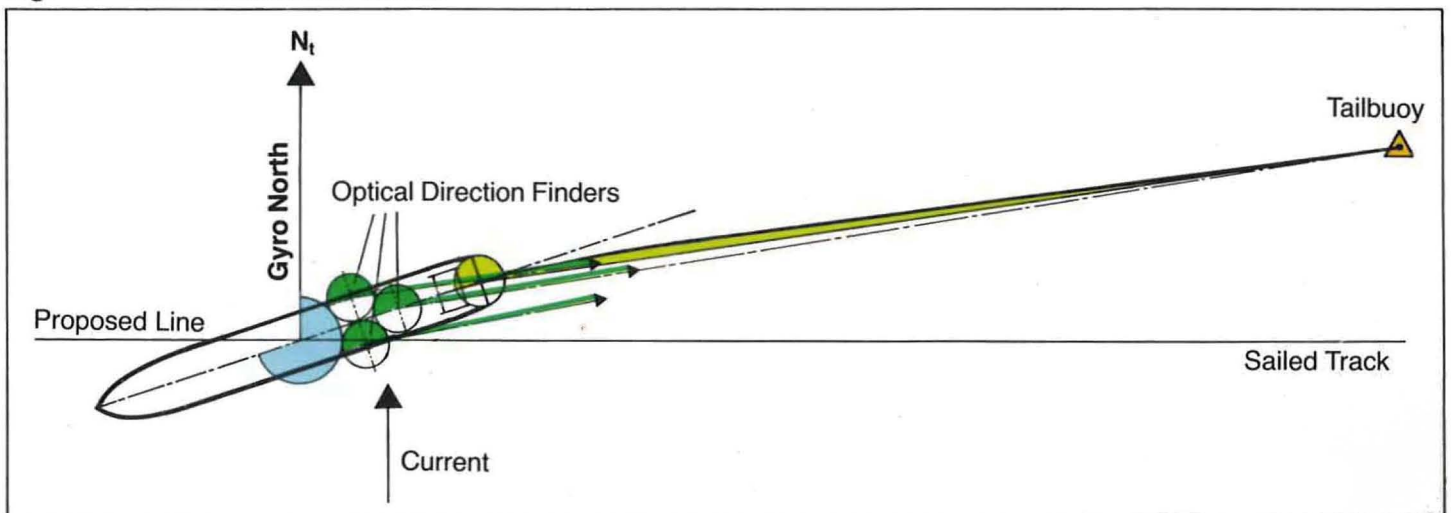 Nt
Gyro North
Tailbuoy
Optical Direction Finders
Proposed Line
Sailed Track
Current